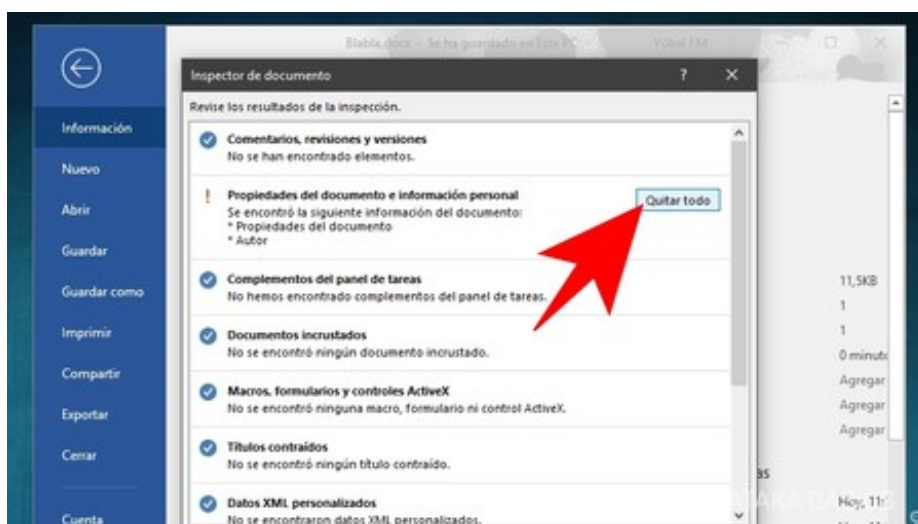 Blabla.docx - Se ha guardado en Este PC
Yúbal FM
Inspector de documento ? ×
Revise los resultados de la inspección.
Información
Nuevo
Abrir
Guardar
Guardar como
Imprimir
Compartir
Exportar
Cerrar
Cuenta
Comentarios, revisiones y versiones
No se han encontrado elementos.
! Propiedades del documento e información personal
Se encontró la siguiente información del documento:
* Propiedades del documento
* Autor
Quitar todo
Complementos del panel de tareas
No hemos encontrado complementos del panel de tareas.
Documentos incrustados
No se encontró ningún documento incrustado.
Macros, formularios y controles ActiveX
No se encontró ninguna macro, formulario ni control ActiveX.
Títulos contraídos
No se encontró ningún título contraído.
Datos XML personalizados
No se encontraron datos XML personalizados.
11,5KB
1
1
0 minuto
Agregar
Agregar
Agregar
as
Hoy, 11: